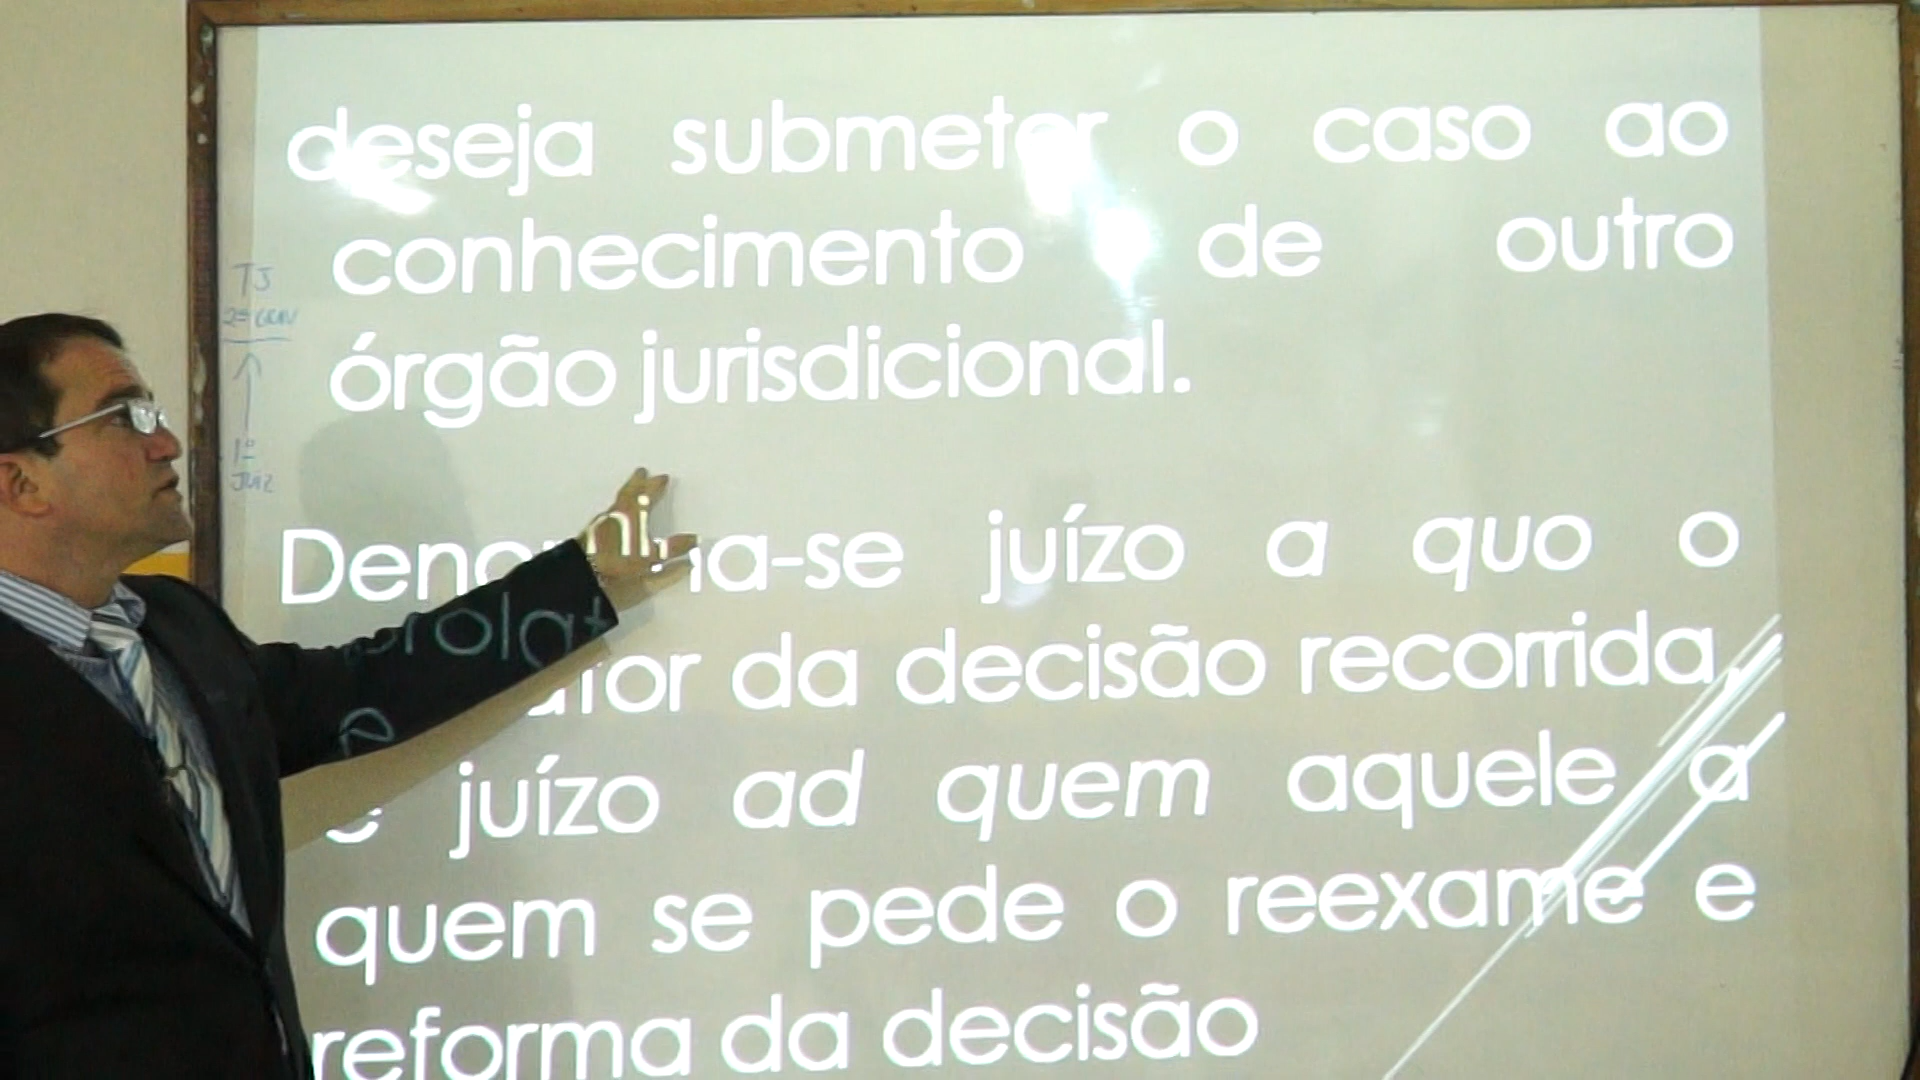 deseja submeter o caso ao
conhecimento de outro
órgão jurisdicional.
Denomina-se juízo a quo o
prolator da decisão recorrida,
e juízo ad quem aquele a
quem se pede o reexame e
reforma da decisão
TJ
1º
JUIZ